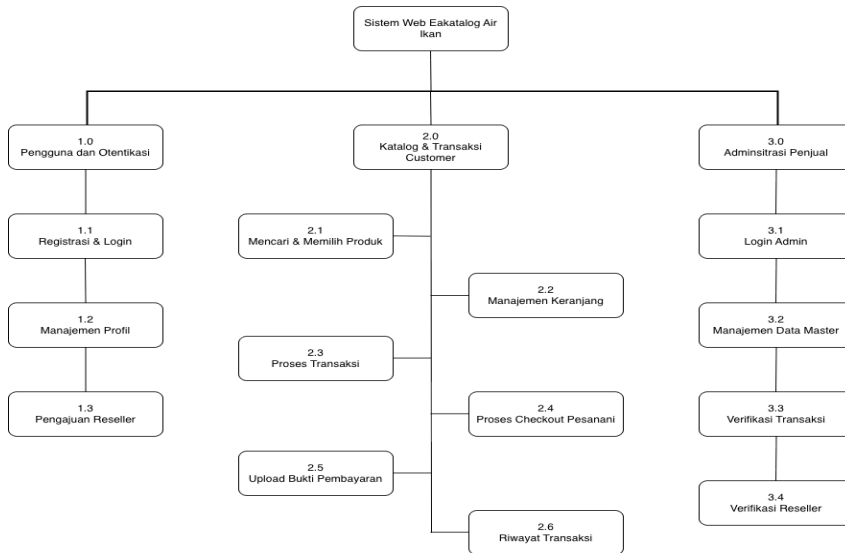 Sistem Web Eakatalog Air
Ikan
1.0
Pengguna dan Otentikasi
2.0
Katalog & Transaksi
Customer
3.0
Adminsitrasi Penjual
1.1
Registrasi & Login
2.1
Mencari & Memilih Produk
3.1
Login Admin
2.2
Manajemen Keranjang
1.2
Manajemen Profil
3.2
Manajemen Data Master
2.3
Proses Transaksi
1.3
Pengajuan Reseller
2.4
Proses Checkout Pesanani
3.3
Verifikasi Transaksi
2.5
Upload Bukti Pembayaran
3.4
Verifikasi Reseller
2.6
Riwayat Transaksi